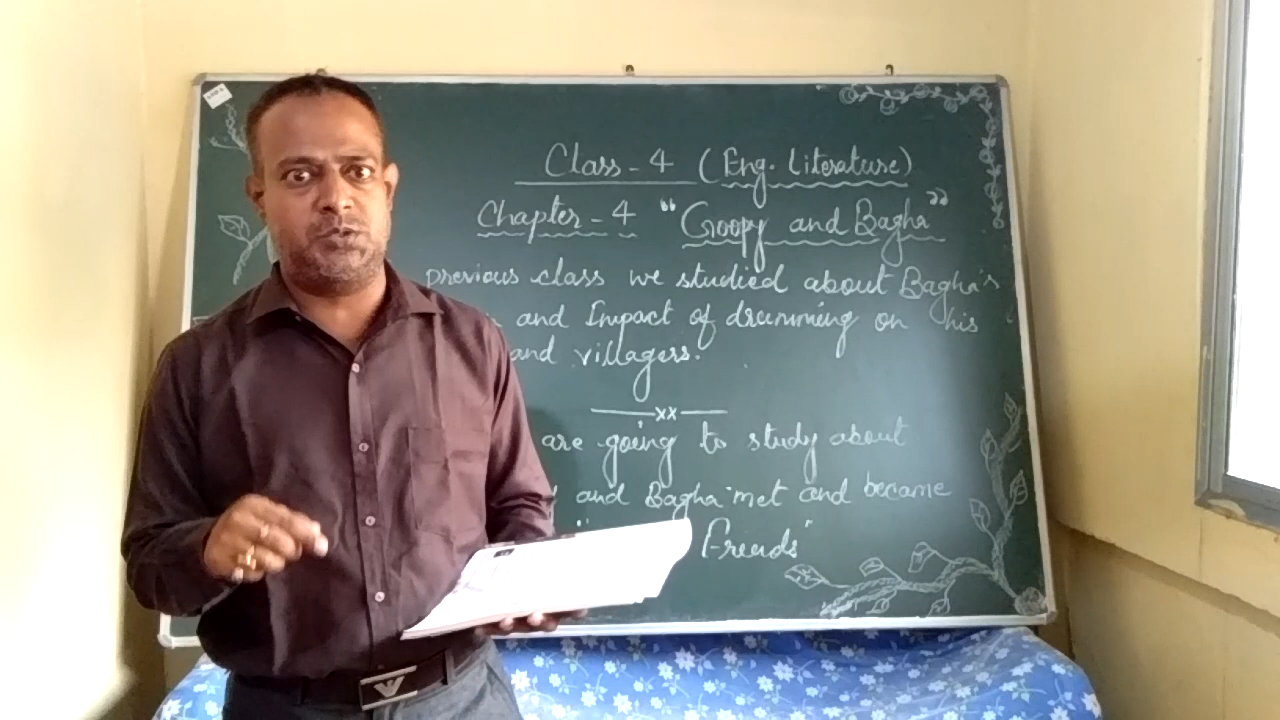 Class - 4 (Eng. Literature)
Chapter - 4 "Goopy and Bagha"
previous class we studied about Bagha's
and Impact of drumming on his
and villagers.
xx
are going to study about
and Bagha met and became
" Freinds"